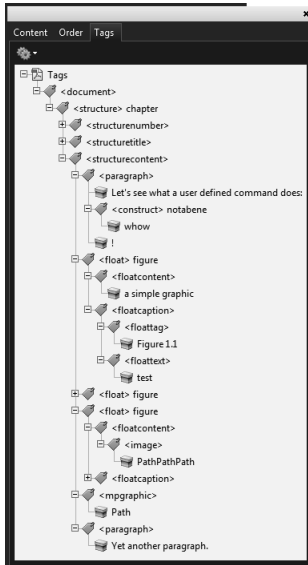 Content Order Tags
Tags
<document>
<structure> chapter
<structurenumber>
<structuretitle>
<structurecontent>
<paragraph>
Let's see what a user defined command does:
<construct> notabene
whow
!
<float> figure
<floatcontent>
a simple graphic
<floatcaption>
<floattag>
Figure 1.1
<floattext>
test
<float> figure
<float> figure
<floatcontent>
<image>
PathPathPath
<floatcaption>
<mpgraphic>
Path
<paragraph>
Yet another paragraph.